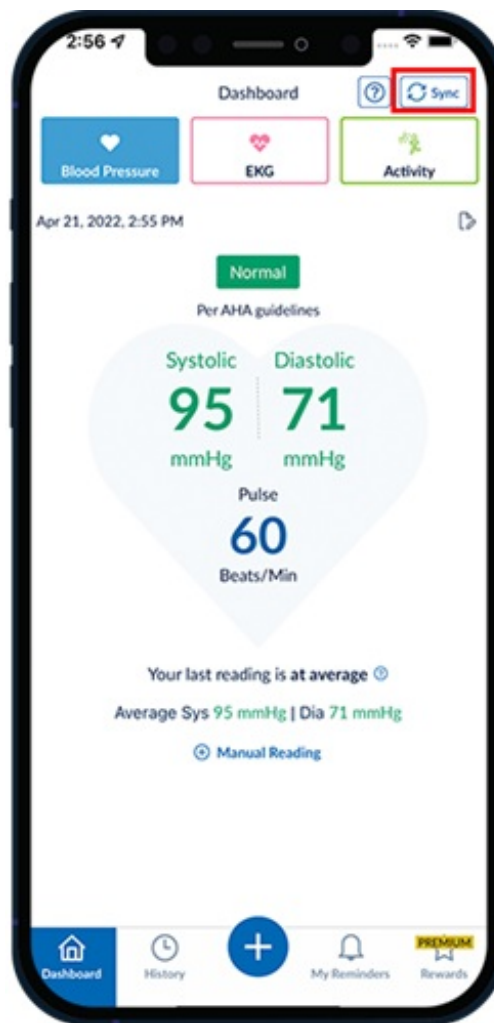 2:56
Dashboard
Sync
Blood Pressure
EKG
Activity
Apr 21, 2022, 2:55 PM
Normal
Per AHA guidelines
Systolic Diastolic
95 71
mmHg mmHg
Pulse
60
Beats/Min
Your last reading is at average
Average Sys 95 mmHg | Dia 71 mmHg
Manual Reading
PREMIUM
Dashboard History My Reminders Rewards